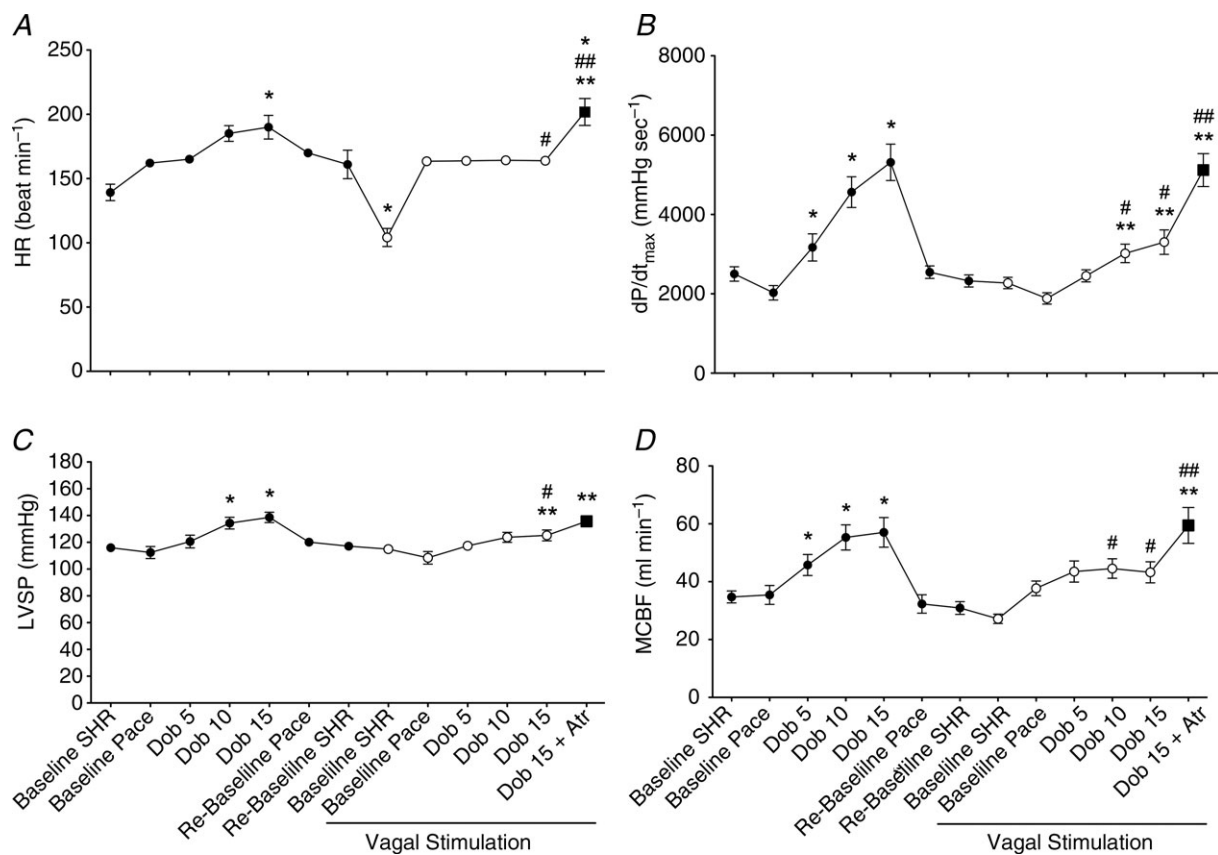 A
HR (beat min⁻¹)
250
200
150
100
50
0
*
*
#
*
##
**
B
dP/dt_max (mmHg sec⁻¹)
8000
6000
4000
2000
0
*
*
*
#
**
#
**
##
**
C
LVSP (mmHg)
180
160
140
120
100
80
60
40
20
0
*
*
#
**
**
Baseline SHR
Baseline Pace
Dob 5
Dob 10
Dob 15
Re-Baselilne Pace
Re-Baselilne SHR
Baseline SHR
Baseline Pace
Dob 5
Dob 10
Dob 15
Dob 15 + Atr
Vagal Stimulation
D
MCBF (ml min⁻¹)
80
60
40
20
0
*
*
*
#
#
##
**
Baseline SHR
Baseline Pace
Dob 5
Dob 10
Dob 15
Re-Baselilne Pace
Re-Baselilne SHR
Baseline SHR
Baseline Pace
Dob 5
Dob 10
Dob 15
Dob 15 + Atr
Vagal Stimulation